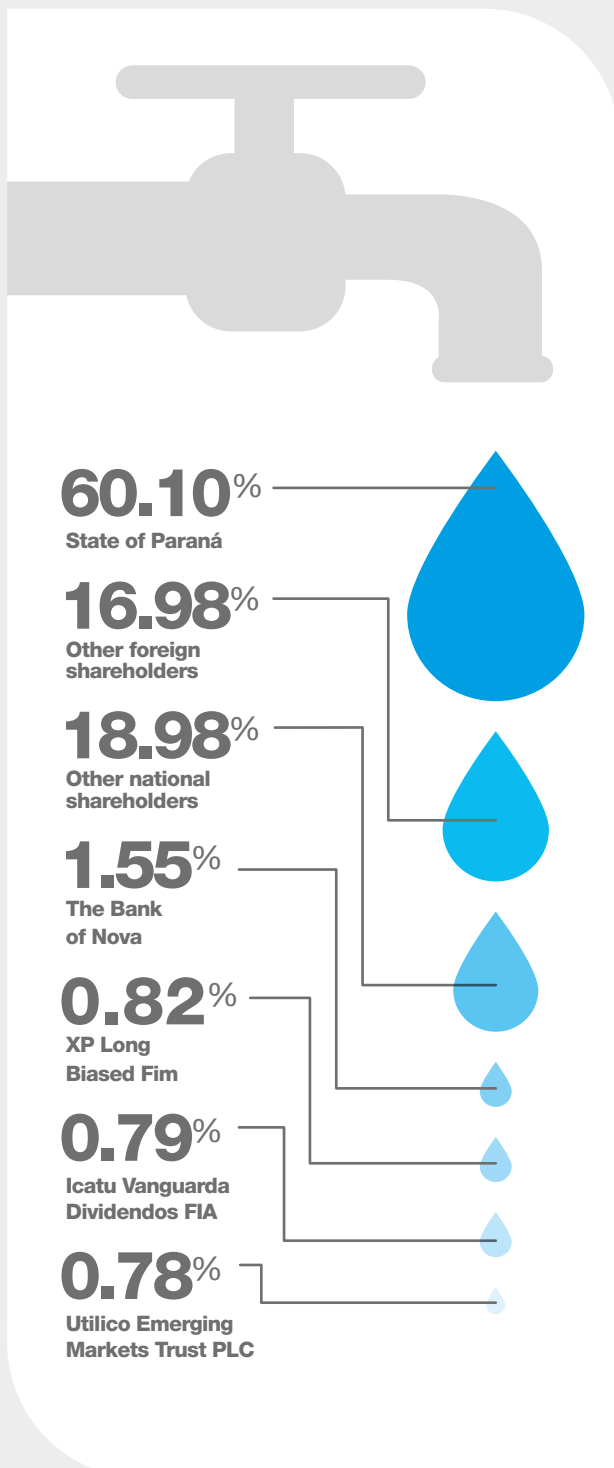 60.10%
State of Paraná
16.98%
Other foreign
shareholders
18.98%
Other national
shareholders
1.55%
The Bank
of Nova
0.82%
XP Long
Biased Fim
0.79%
Icatu Vanguarda
Dividendos FIA
0.78%
Utilico Emerging
Markets Trust PLC